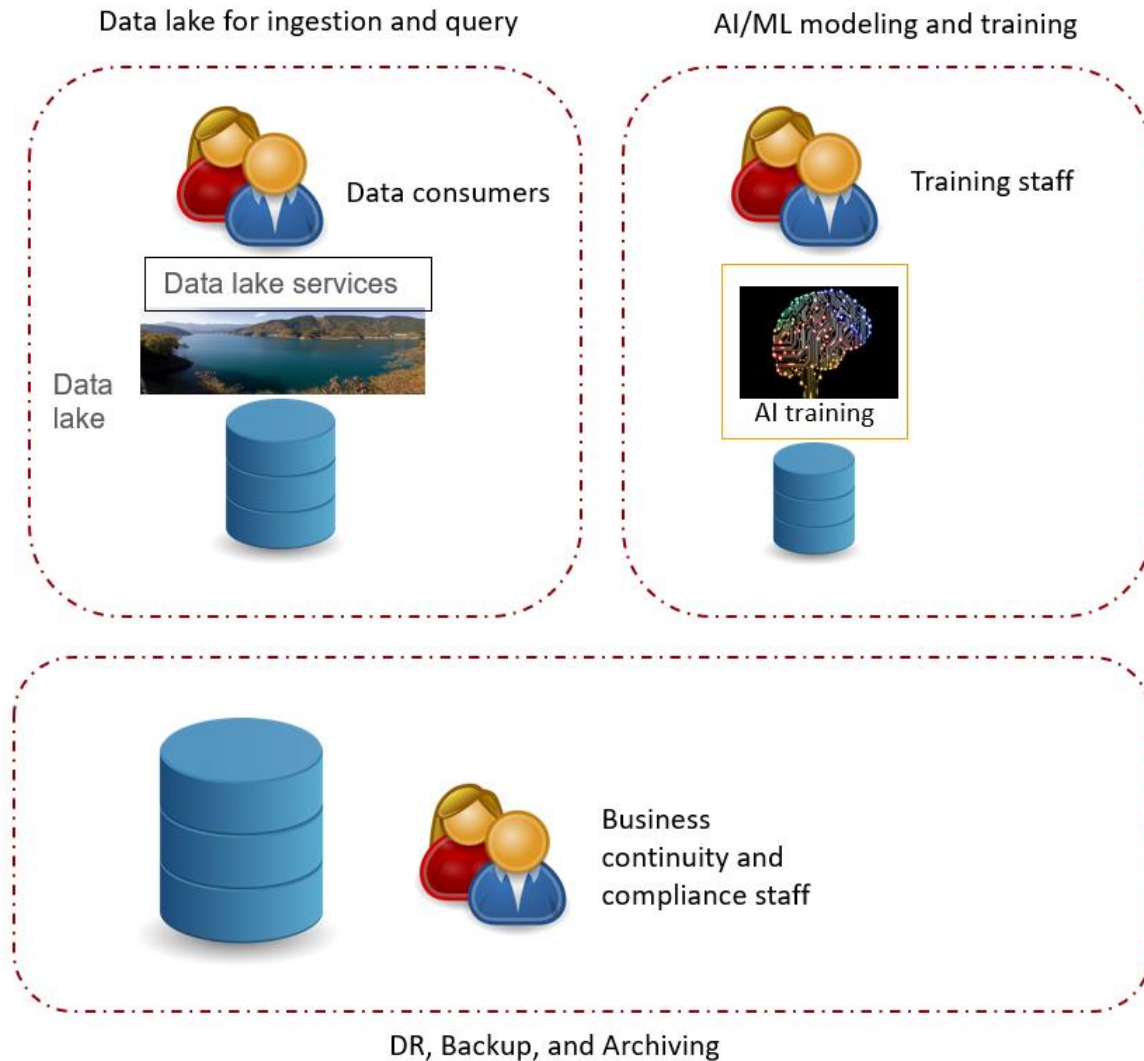 Data lake for ingestion and query
AI/ML modeling and training
Data consumers
Training staff
Data lake services
Data
lake
AI training
Business
continuity and
compliance staff
DR, Backup, and Archiving